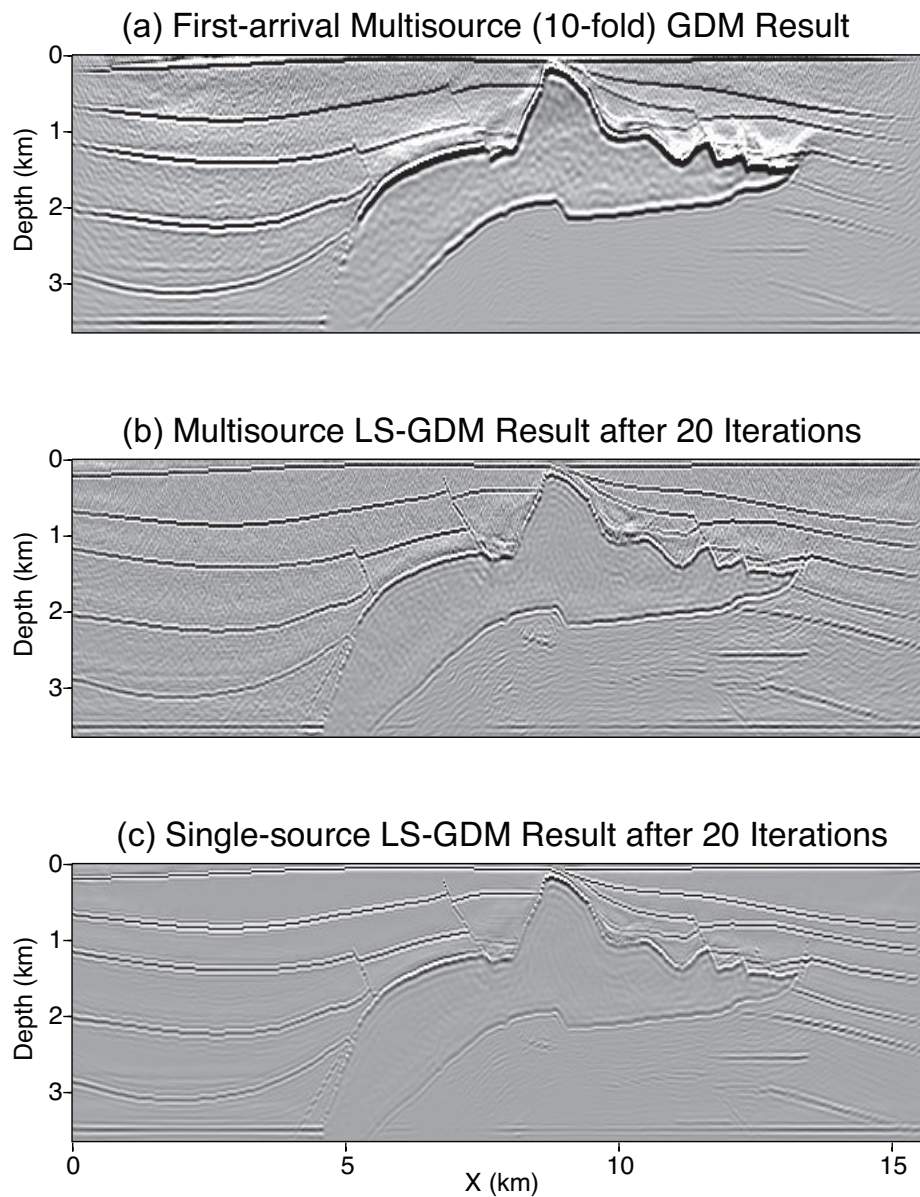 (a) First-arrival Multisource (10-fold) GDM Result
0
1
2
3
Depth (km)
(b) Multisource LS-GDM Result after 20 Iterations
0
1
2
3
Depth (km)
(c) Single-source LS-GDM Result after 20 Iterations
0
1
2
3
Depth (km)
0 5 10 15
X (km)